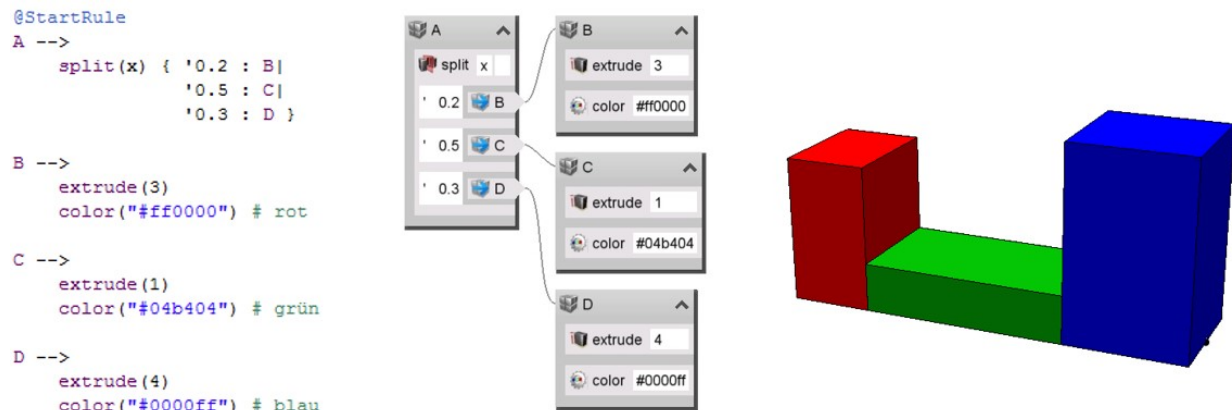 @StartRule
A -->
split(x) { '0.2 : B|
'0.5 : C|
'0.3 : D }
B -->
extrude(3)
color("#ff0000") # rot
C -->
extrude(1)
color("#04b404") # grün
D -->
extrude(4)
color("#0000ff") # blau
A
split x
' 0.2 B
' 0.5 C
' 0.3 D
B
extrude 3
color #ff0000
C
extrude 1
color #04b404
D
extrude 4
color #0000ff